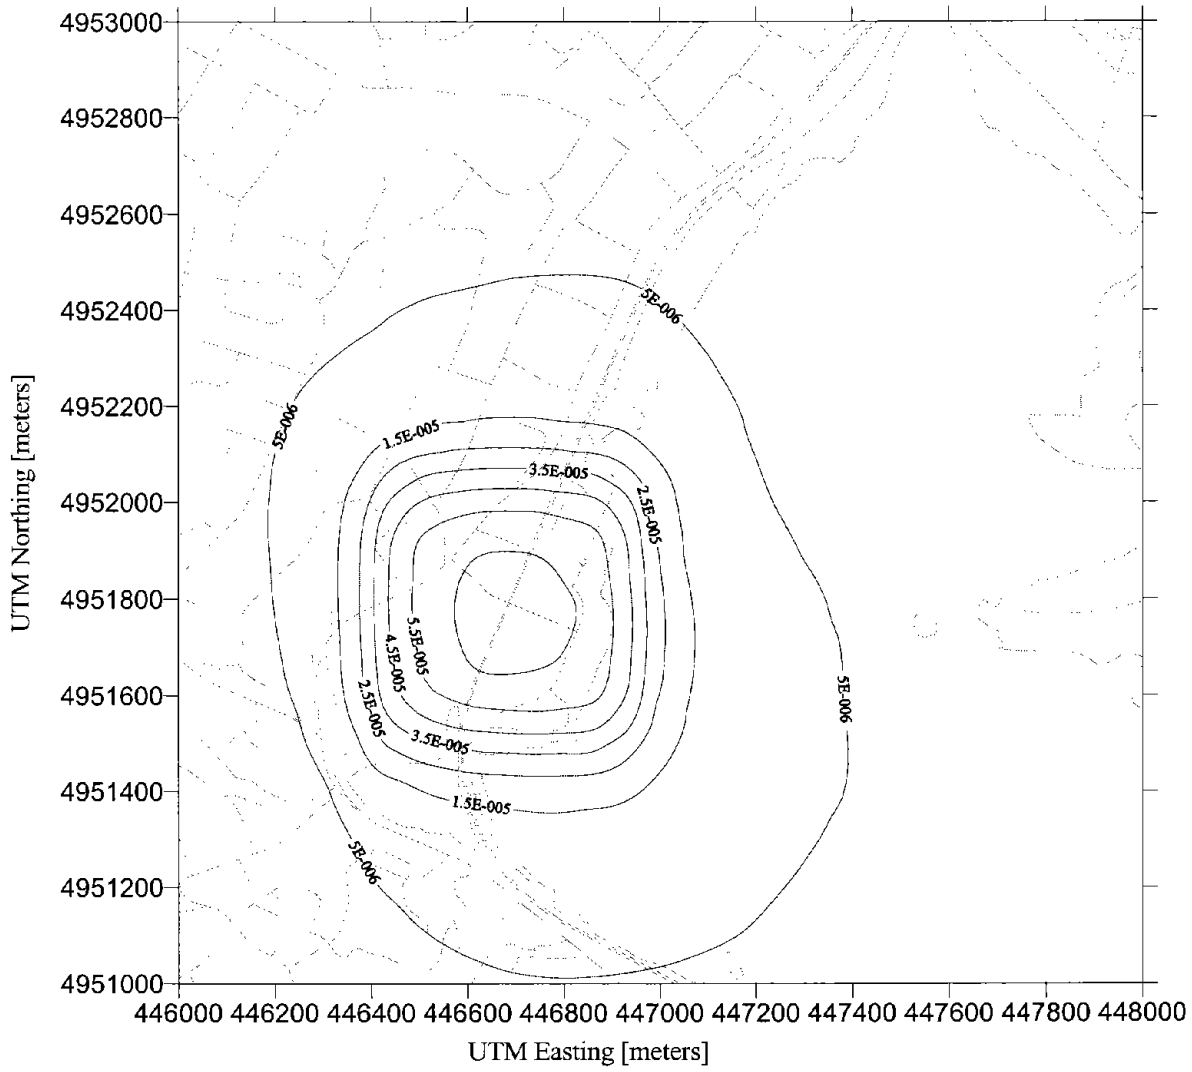 4953000
4952800
4952600
4952400
4952200
4952000
4951800
4951600
4951400
4951200
4951000
UTM Northing [meters]
5E-006
5E-006
1.5E-005
3.5E-005
2.5E-005
5.5E-005
4.5E-005
2.5E-005
5E-006
3.5E-005
1.5E-005
5E-006
446000 446200 446400 446600 446800 447000 447200 447400 447600 447800 448000
UTM Easting [meters]